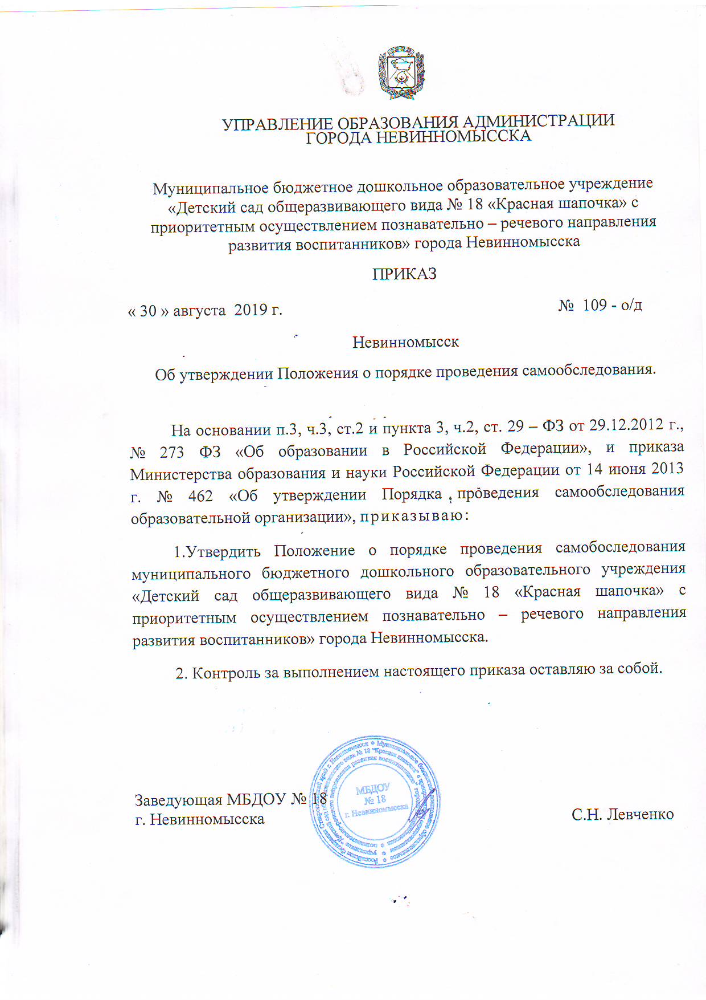 УПРАВЛЕНИЕ ОБРАЗОВАНИЯ АДМИНИСТРАЦИИ
ГОРОДА НЕВИННОМЫССКА
Муниципальное бюджетное дошкольное образовательное учреждение
«Детский сад общеразвивающего вида № 18 «Красная шапочка» с
приоритетным осуществлением познавательно – речевого направления
развития воспитанников» города Невинномысска
ПРИКАЗ
« 30 » августа 2019 г. № 109 - о/д
Невинномысск
Об утверждении Положения о порядке проведения самообследования.
На основании п.3, ч.3, ст.2 и пункта 3, ч.2, ст. 29 – ФЗ от 29.12.2012 г.,
№ 273 ФЗ «Об образовании в Российской Федерации», и приказа
Министерства образования и науки Российской Федерации от 14 июня 2013
г. № 462 «Об утверждении Порядка проведения самообследования
образовательной организации», приказываю:
1.Утвердить Положение о порядке проведения самобоследования
муниципального бюджетного дошкольного образовательного учреждения
«Детский сад общеразвивающего вида № 18 «Красная шапочка» с
приоритетным осуществлением познавательно – речевого направления
развития воспитанников» города Невинномысска.
2. Контроль за выполнением настоящего приказа оставляю за собой.
Заведующая МБДОУ № 18
г. Невинномысска
С.Н. Левченко
МБДОУ
№ 18
г. Невинномысска